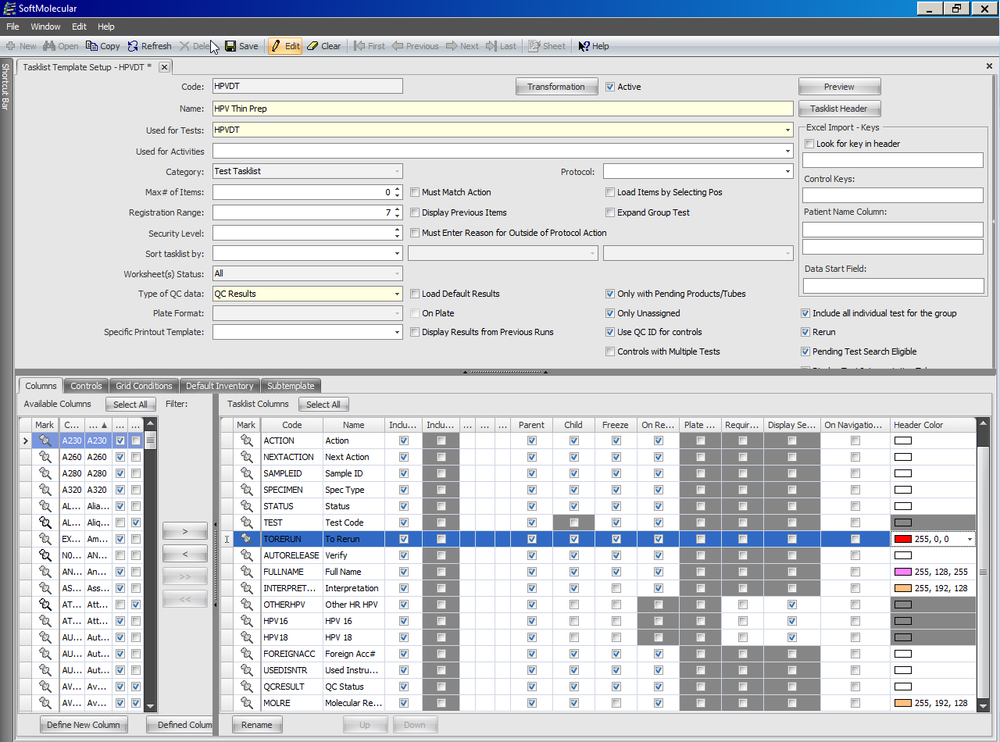 SoftMolecular
File Window Edit Help
New Open Copy Refresh Dele Save Edit Clear First Previous Next Last Sheet Help
Shortcut Bar
Tasklist Template Setup - HPVDT *
Code: HPVDT Transformation Active Preview
Name: HPV Thin Prep Tasklist Header
Used for Tests: HPVDT Excel Import - Keys
Look for key in header
Used for Activities
Category: Test Tasklist Protocol:
Control Keys:
Max# of Items: 0 Must Match Action Load Items by Selecting Pos
Registration Range: 7 Display Previous Items Expand Group Test Patient Name Column:
Security Level: Must Enter Reason for Outside of Protocol Action
Sort tasklist by:
Worksheet(s) Status: All Data Start Field:
Type of QC data: QC Results Load Default Results Only with Pending Products/Tubes
Plate Format: On Plate Only Unassigned Include all individual test for the group
Specific Printout Template: Display Results from Previous Runs Use QC ID for controls Rerun
Controls with Multiple Tests Pending Test Search Eligible
Columns Controls Grid Conditions Default Inventory Subtemplate
Available Columns Select All Filter: Tasklist Columns Select All
Mark C... ... ... ... Mark Code Name Inclu... Inclu... ... ... ... Parent Child Freeze On Re... Plate ... Requir... Display Se... On Navigatio... Header Color
A230 A230 ACTION Action
A260 A260 NEXTACTION Next Action
A280 A280 SAMPLEID Sample ID
A320 A320 SPECIMEN Spec Type
AL... Alia... STATUS Status
AL... Aliq... TEST Test Code
EX... Am... > TORERUN To Rerun 255, 0, 0
N0... AN... < AUTORELEASE Verify
AN... An... >> FULLNAME Full Name 255, 128, 255
AS... Ass... INTERPRET... Interpretation 255, 192, 128
AT... Att... << OTHERHPV Other HR HPV
AT... Att... HPV16 HPV 16
AU... Aut... HPV18 HPV 18
AU... Aut... FOREIGNACC Foreign Acc#
AU... Aut... USEDISNTR Used Instru...
AV... Av... QCRESULT QC Status
AV... Av... MOLRE Molecular Re... 255, 192, 128
Define New Column Defined Colum Rename Up Down